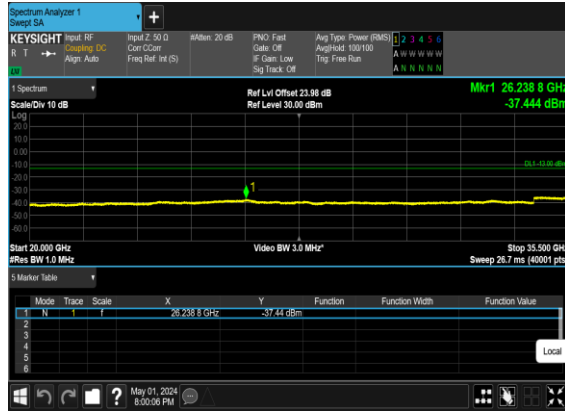 Spectrum Analyzer 1
Swept SA
+
KEYSIGHT Input: RF Input Z: 50 Ω #Atten: 20 dB PNO: Fast Avg Type: Power (RMS) 1 2 3 4 5 6
R T Coupling: DC Corr CCorr Gate: Off Avg|Hold: 100/100 A W W W W W
Align: Auto Freq Ref: Int (S) IF Gain: Low Trig: Free Run
Sig Track: Off A N N N N N
1 Spectrum
Ref Lvl Offset 23.98 dB Mkr1 26.238 8 GHz
Scale/Div 10 dB Ref Level 30.00 dBm -37.444 dBm
Log
20.0
10.0
0.00
-10.0 DL1 -13.00 dBm
-20.0
-30.0 1
-40.0
-50.0
-60.0
Start 20.000 GHz Video BW 3.0 MHz* Stop 35.500 GHz
#Res BW 1.0 MHz Sweep 26.7 ms (40001 pts)
5 Marker Table
Mode Trace Scale X Y Function Function Width Function Value
1 N 1 f 26.238 8 GHz -37.44 dBm
2
3
4
5
6
Local
? May 01, 2024
8:00:06 PM